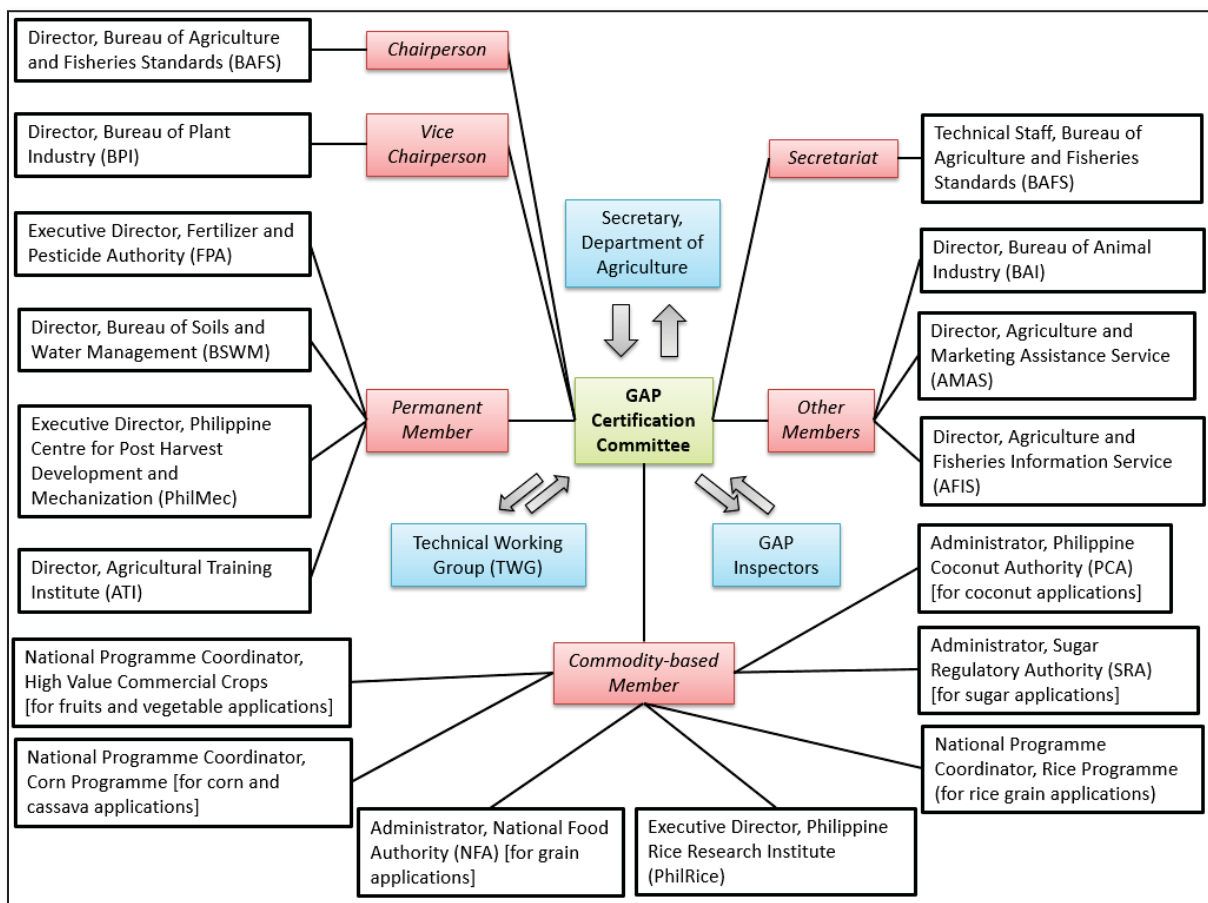 Director, Bureau of Agriculture
and Fisheries Standards (BAFS)
Chairperson
Director, Bureau of Plant
Industry (BPI)
Vice
Chairperson
Secretariat
Technical Staff, Bureau of
Agriculture and Fisheries
Standards (BAFS)
Secretary,
Department of
Agriculture
Executive Director, Fertilizer and
Pesticide Authority (FPA)
Director, Bureau of Animal
Industry (BAI)
Director, Bureau of Soils and
Water Management (BSWM)
Director, Agriculture and
Marketing Assistance Service
(AMAS)
Permanent
Member
GAP
Certification
Committee
Other
Members
Executive Director, Philippine
Centre for Post Harvest
Development and
Mechanization (PhilMec)
Director, Agriculture and
Fisheries Information Service
(AFIS)
Technical Working
Group (TWG)
GAP
Inspectors
Director, Agricultural Training
Institute (ATI)
Administrator, Philippine
Coconut Authority (PCA)
[for coconut applications]
National Programme Coordinator,
High Value Commercial Crops
[for fruits and vegetable applications]
Commodity-based
Member
Administrator, Sugar
Regulatory Authority (SRA)
[for sugar applications]
National Programme Coordinator,
Corn Programme [for corn and
cassava applications]
National Programme
Coordinator, Rice Programme
(for rice grain applications)
Administrator, National Food
Authority (NFA) [for grain
applications]
Executive Director, Philippine
Rice Research Institute
(PhilRice)